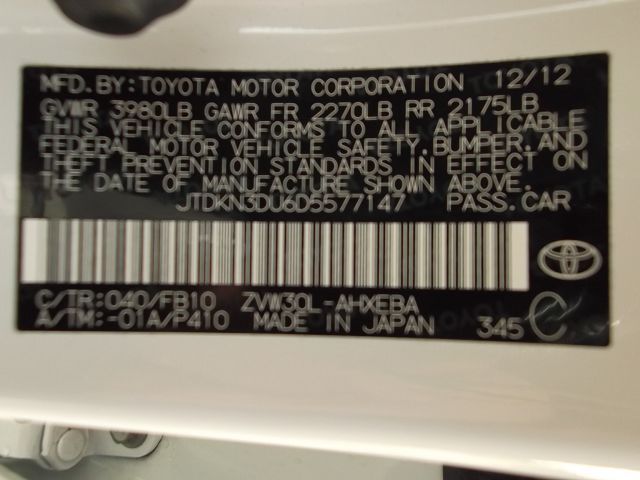 MFD. BY: TOYOTA MOTOR CORPORATION 12/12
GVWR 3980LB GAWR FR 2270LB RR 2175LB
THIS VEHICLE CONFORMS TO ALL APPLICABLE
FEDERAL MOTOR VEHICLE SAFETY, BUMPER, AND
THEFT PREVENTION STANDARDS IN EFFECT ON
THE DATE OF MANUFACTURE SHOWN ABOVE.
JTDKN3DU6D5577147 PASS.CAR
C/TR: 040/FB10 ZVW30L-AHXEBA
A/TM: -01A/P410 MADE IN JAPAN 345 C